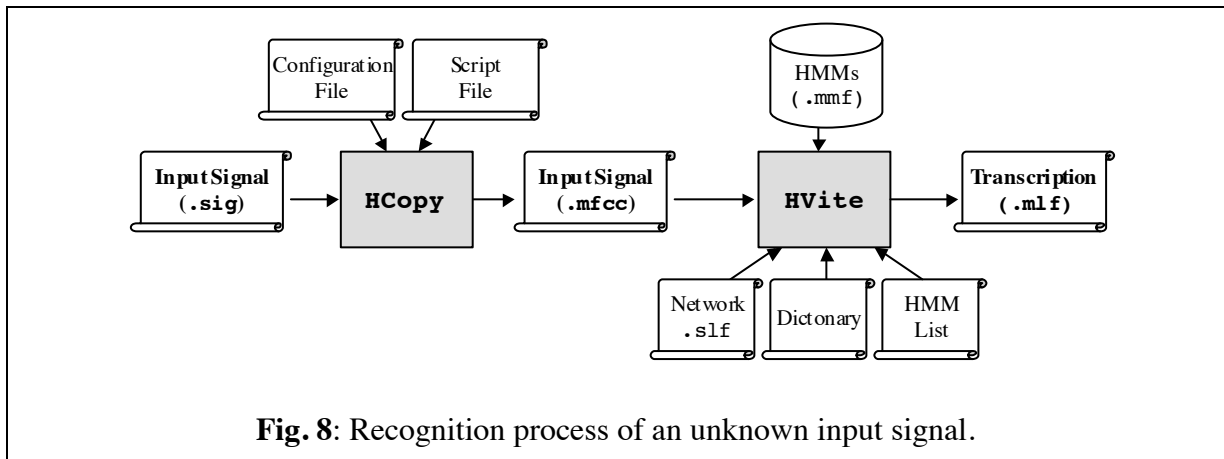 Configuration
File
Script
File
HMMs
(.mmf)
Input Signal
(.sig)
HCopy
Input Signal
(.mfcc)
HVite
Transcription
(.mlf)
Network
.slf
Dictonary
HMM
List
Fig. 8: Recognition process of an unknown input signal.